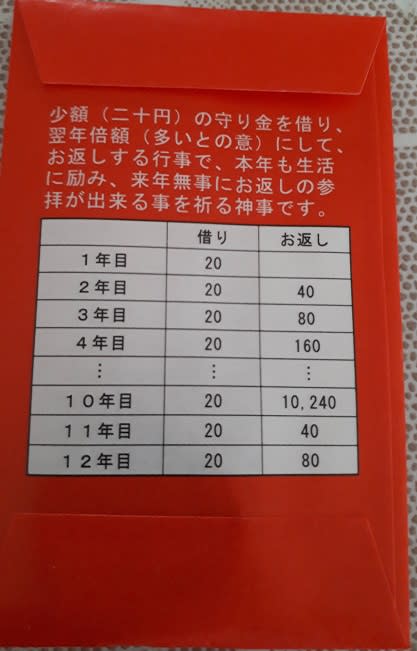 少額（二十円）の守り金を借り、
翌年倍額（多いとの意）にして、
お返しする行事で、本年も生活
に励み、来年無事にお返しの参
拝が出来る事を祈る神事です。
借り お返し
１年目 20
２年目 20 40
３年目 20 80
４年目 20 160
⋮ ⋮ ⋮
１０年目 20 10,240
１１年目 20 40
１２年目 20 80